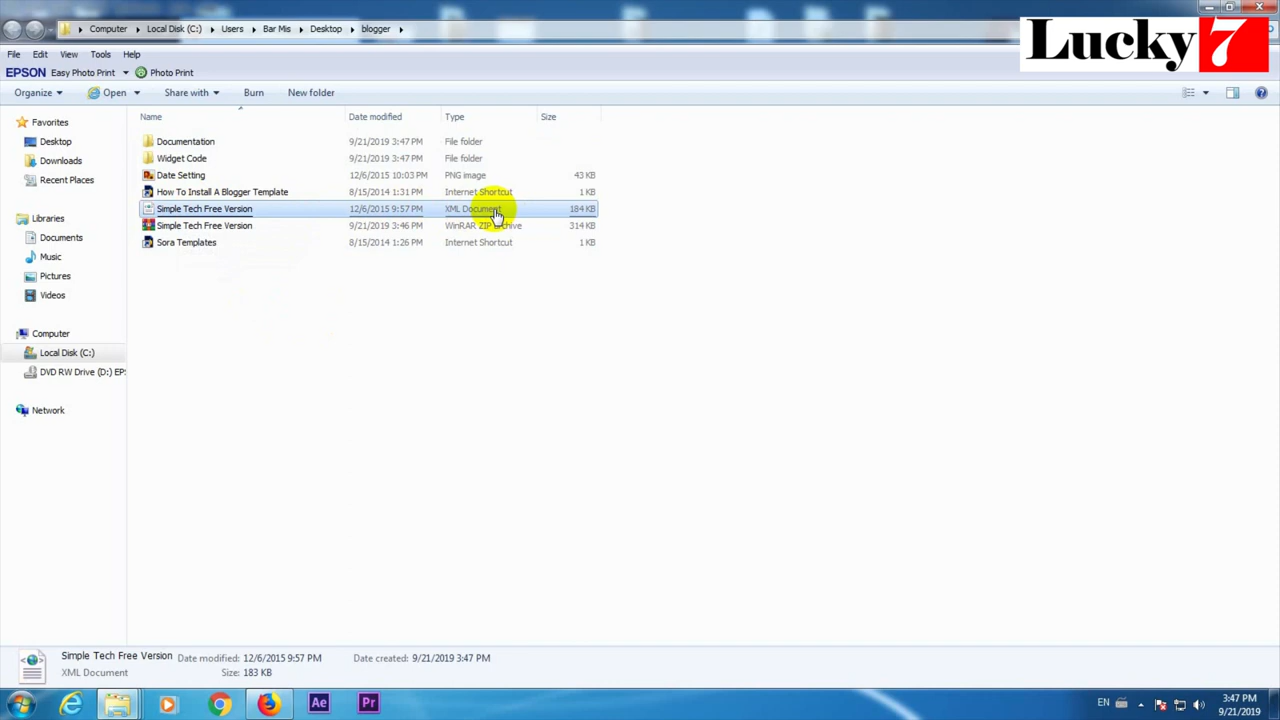 Computer Local Disk (C:) Users Bar Mis Desktop blogger
Lucky 7
File Edit View Tools Help
EPSON Easy Photo Print Photo Print
Organize Open Share with Burn New folder
Name Date modified Type Size
Favorites
Desktop
Downloads
Recent Places
Libraries
Documents
Music
Pictures
Videos
Computer
Local Disk (C:)
DVD RW Drive (D:) EPS
Network
Documentation 9/21/2019 3:47 PM File folder
Widget Code 9/21/2019 3:47 PM File folder
Date Setting 12/6/2015 10:03 PM PNG image 43 KB
How To Install A Blogger Template 8/15/2014 1:31 PM Internet Shortcut 1 KB
Simple Tech Free Version 12/6/2015 9:57 PM XML Document 184 KB
Simple Tech Free Version 9/21/2019 3:46 PM WinRAR ZIP archive 314 KB
Sora Templates 8/15/2014 1:26 PM Internet Shortcut 1 KB
Simple Tech Free Version Date modified: 12/6/2015 9:57 PM Date created: 9/21/2019 3:47 PM
XML Document Size: 183 KB
Ae Pr EN 3:47 PM
9/21/2019